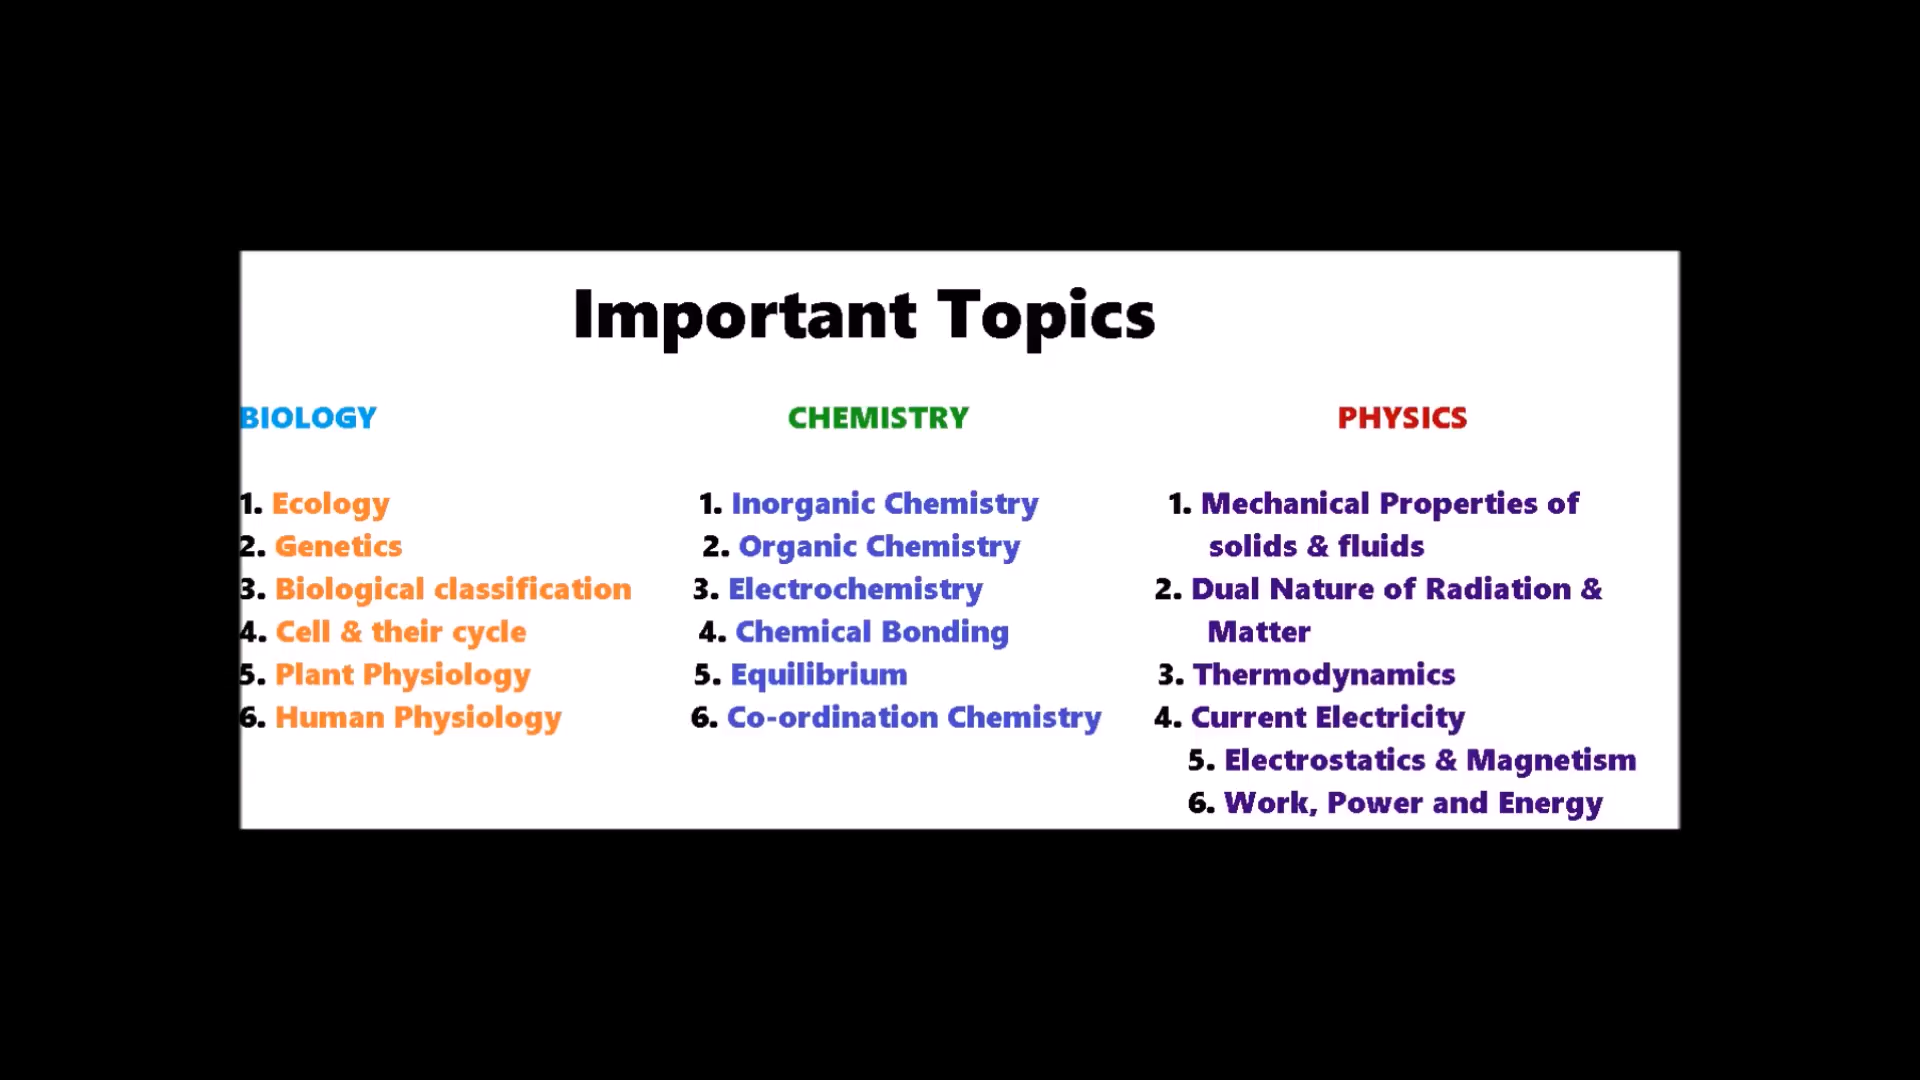 Important Topics
BIOLOGY
1. Ecology
2. Genetics
3. Biological classification
4. Cell & their cycle
5. Plant Physiology
6. Human Physiology
CHEMISTRY
1. Inorganic Chemistry
2. Organic Chemistry
3. Electrochemistry
4. Chemical Bonding
5. Equilibrium
6. Co-ordination Chemistry
PHYSICS
1. Mechanical Properties of
solids & fluids
2. Dual Nature of Radiation &
Matter
3. Thermodynamics
4. Current Electricity
5. Electrostatics & Magnetism
6. Work, Power and Energy